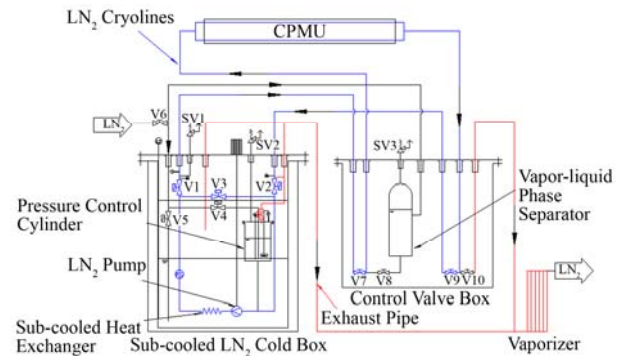 LN2 Cryolines
CPMU
V6
LN2
SV1
SV2
SV3
V1
V3
V2
V4
V5
Pressure Control
Cylinder
LN2 Pump
Sub-cooled Heat
Exchanger
Sub-cooled LN2 Cold Box
Vapor-liquid
Phase
Separator
V7
V8
V9
V10
Control Valve Box
Exhaust Pipe
LN2
Vaporizer